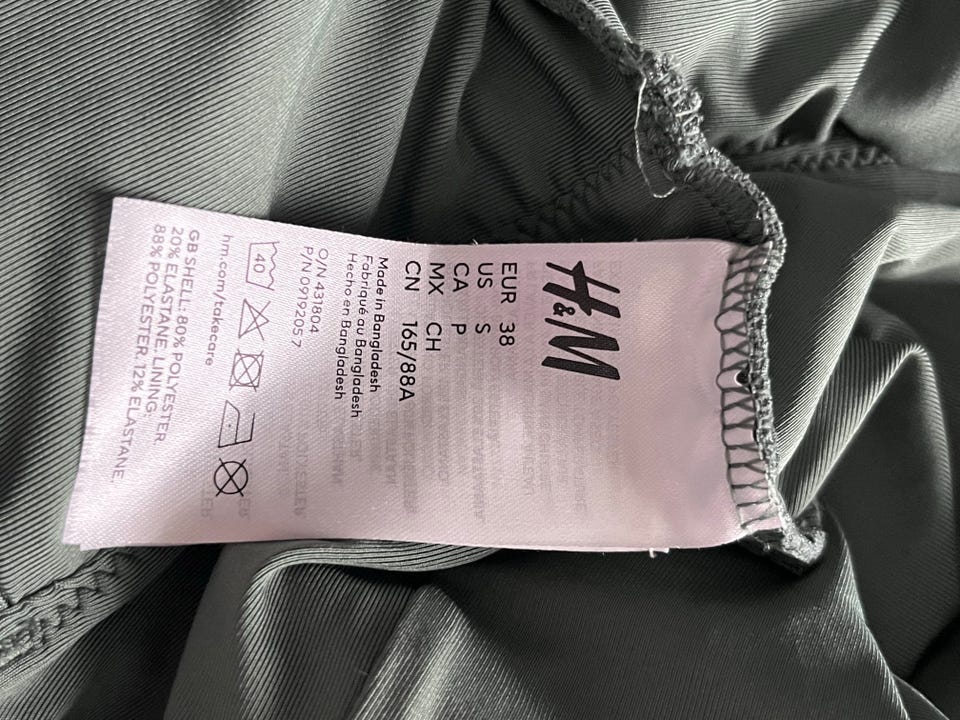 H&M
EUR 38
US S
CA P
MX CH
CN 165/88A
Made in Bangladesh
Fabriqué au Bangladesh
Hecho en Bangladesh
O/N 431804
P/N 0919205 7
40
hm.com/takecare
GB SHELL: 80% POLYESTER
20% ELASTANE. LINING:
88% POLYESTER. 12% ELASTANE.